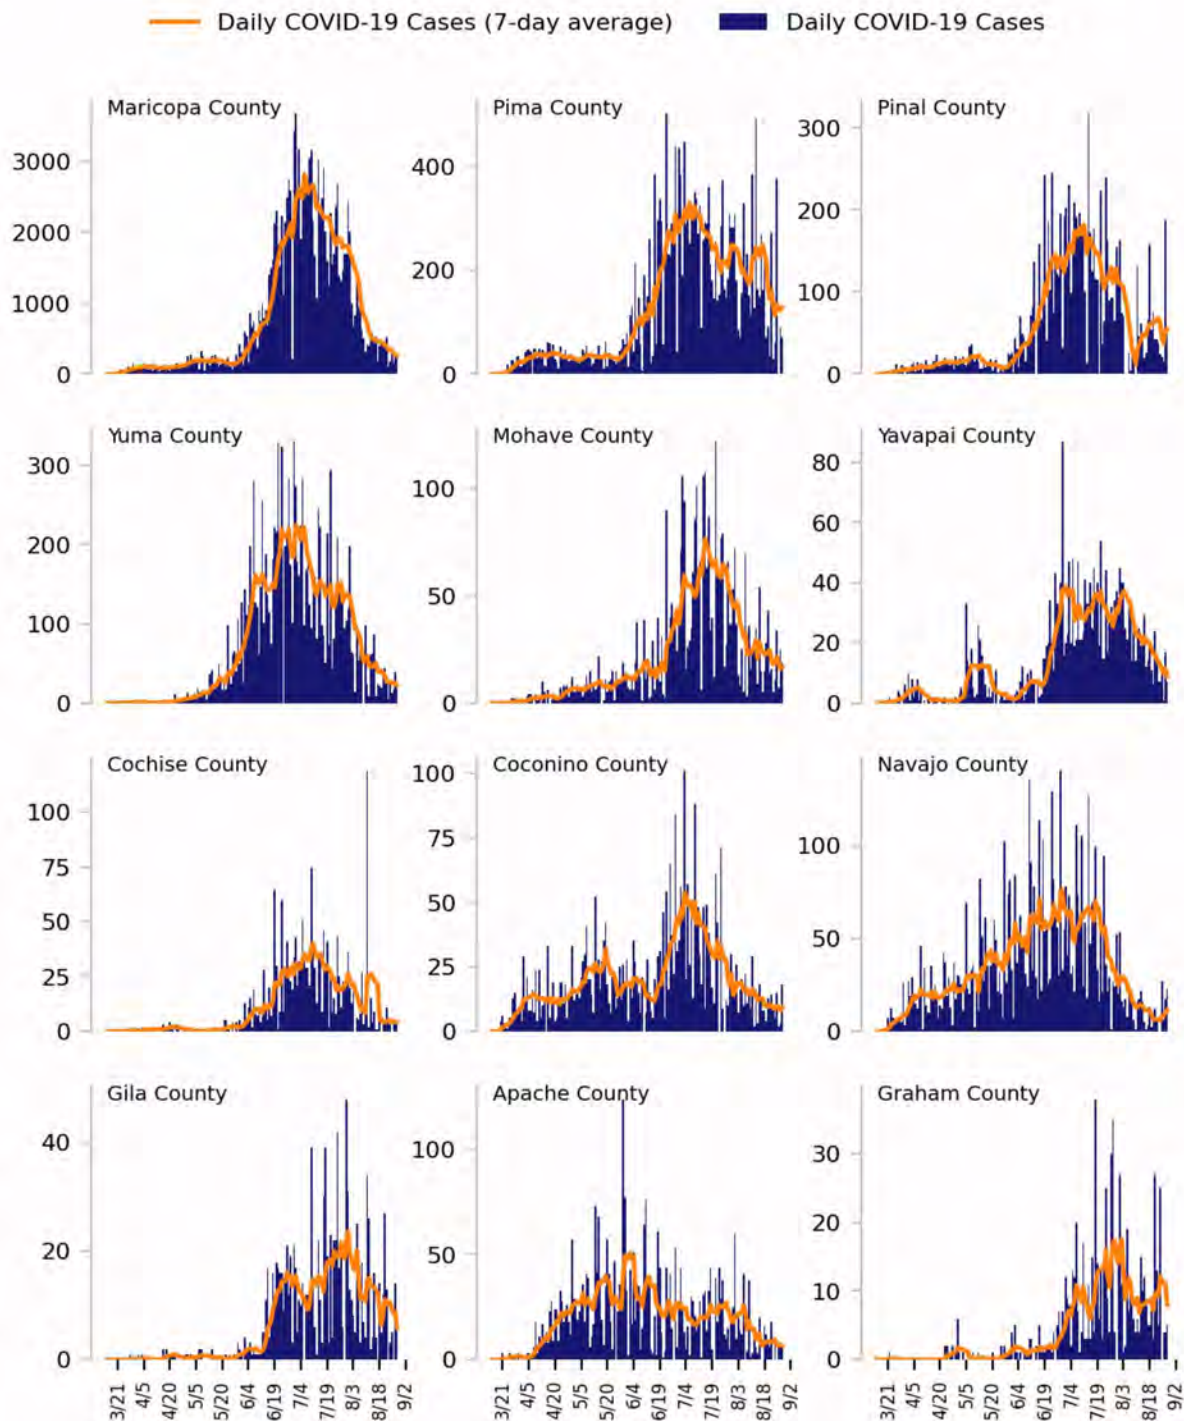 Daily COVID-19 Cases (7-day average) Daily COVID-19 Cases
Maricopa County Pima County Pinal County
3000 400 300
2000 200 200
1000 100
0 0 0
Yuma County Mohave County Yavapai County
300 100 80
200 50 60
100 40
0 0 20
0
Cochise County Coconino County Navajo County
100 100 100
75 75 50
50 50 0
25 25
0 0
Gila County Apache County Graham County
40 100 30
20 50 20
0 0 10
0
3/21 4/5 4/20 5/5 5/20 6/4 6/19 7/4 7/19 8/3 8/18 9/2 3/21 4/5 4/20 5/5 5/20 6/4 6/19 7/4 7/19 8/3 8/18 9/2 3/21 4/5 4/20 5/5 5/20 6/4 6/19 7/4 7/19 8/3 8/18 9/2